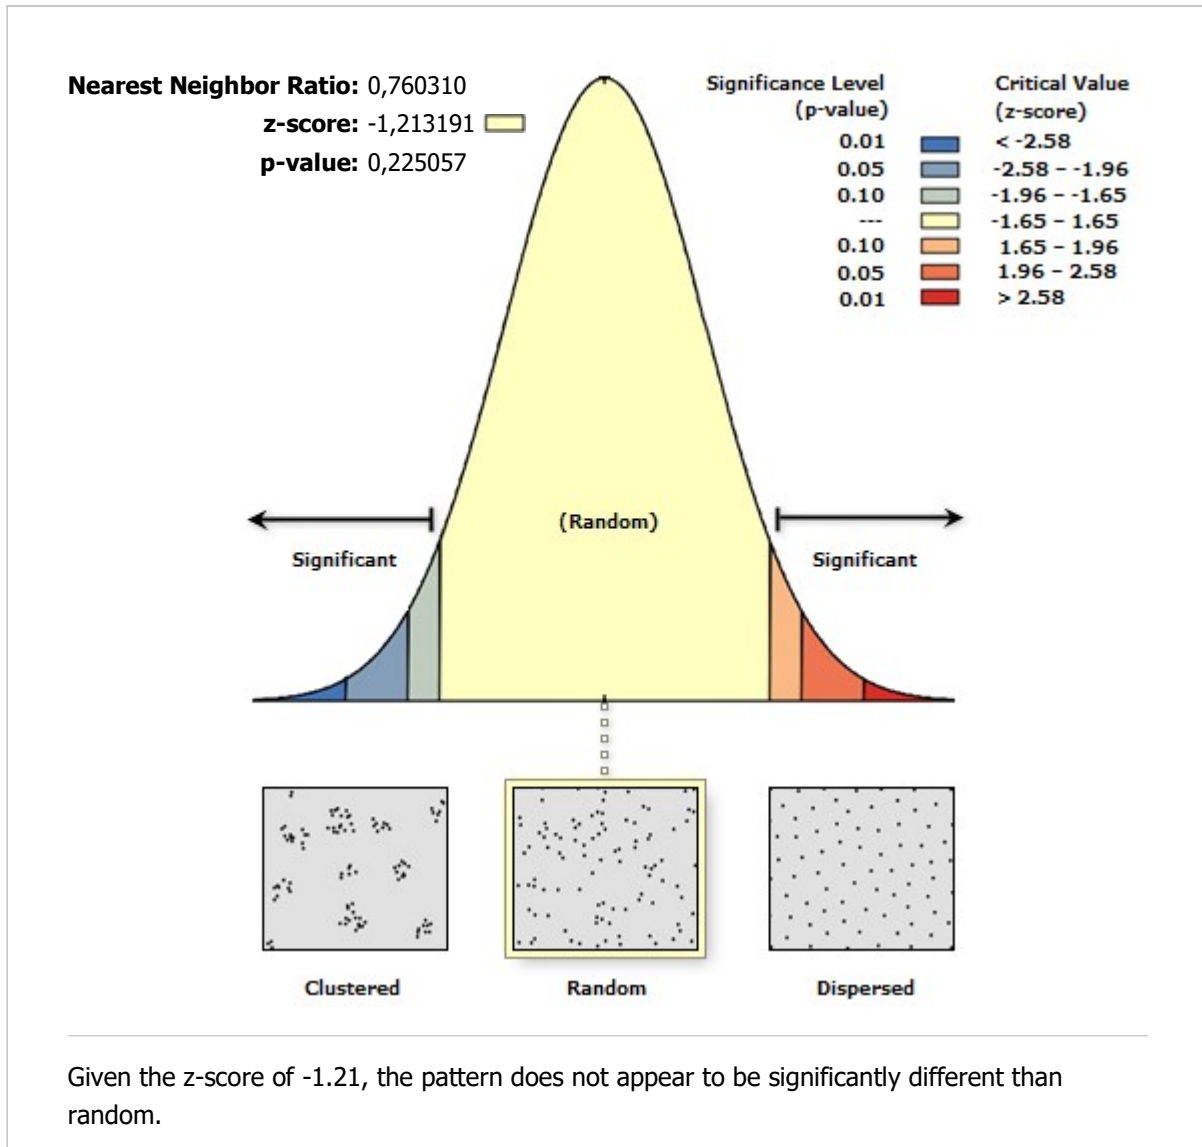 Nearest Neighbor Ratio: 0,760310
z-score: -1,213191
p-value: 0,225057
Significance Level (p-value) Critical Value (z-score)
0.01 < -2.58
0.05 -2.58 – -1.96
0.10 -1.96 – -1.65
--- -1.65 – 1.65
0.10 1.65 – 1.96
0.05 1.96 – 2.58
0.01 > 2.58
(Random)
Significant Significant
Clustered Random Dispersed
Given the z-score of -1.21, the pattern does not appear to be significantly different than
random.